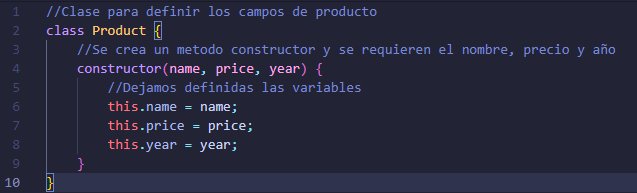 1 //Clase para definir los campos de producto
2 class Product {
3 //Se crea un metodo constructor y se requieren el nombre, precio y año
4 constructor(name, price, year) {
5 //Dejamos definidas las variables
6 this.name = name;
7 this.price = price;
8 this.year = year;
9 }
10 }